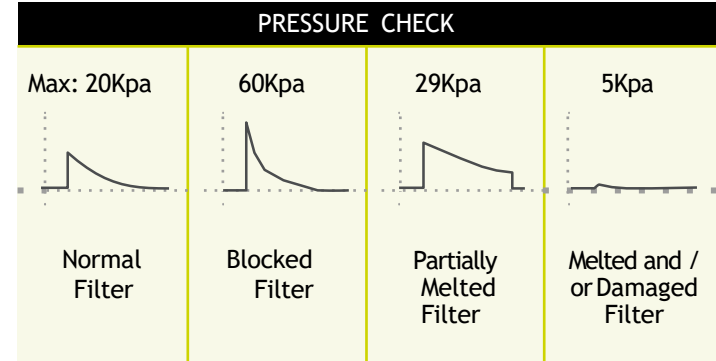 PRESSURE CHECK
Max: 20Kpa
60Kpa
29Kpa
5Kpa
Normal
Filter
Blocked
Filter
Partially
Melted
Filter
Melted and /
or Damaged
Filter